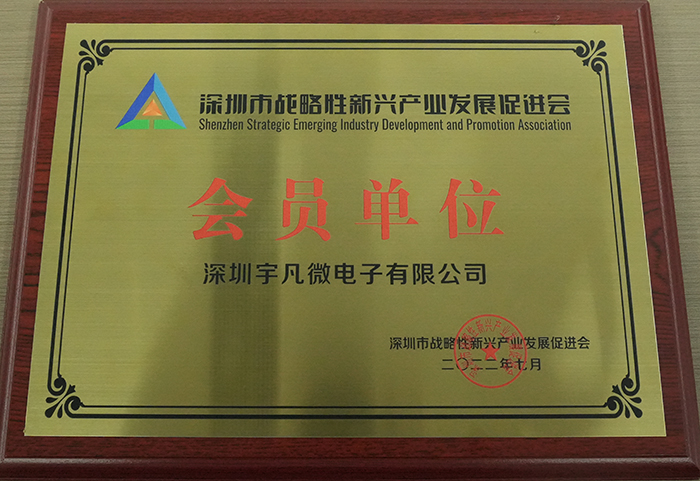 深圳市战略性新兴产业发展促进会
Shenzhen Strategic Emerging Industry Development and Promotion Association
会员单位
深圳宇凡微电子有限公司
深圳市战略性新兴产业发展促进会
二〇二二年七月